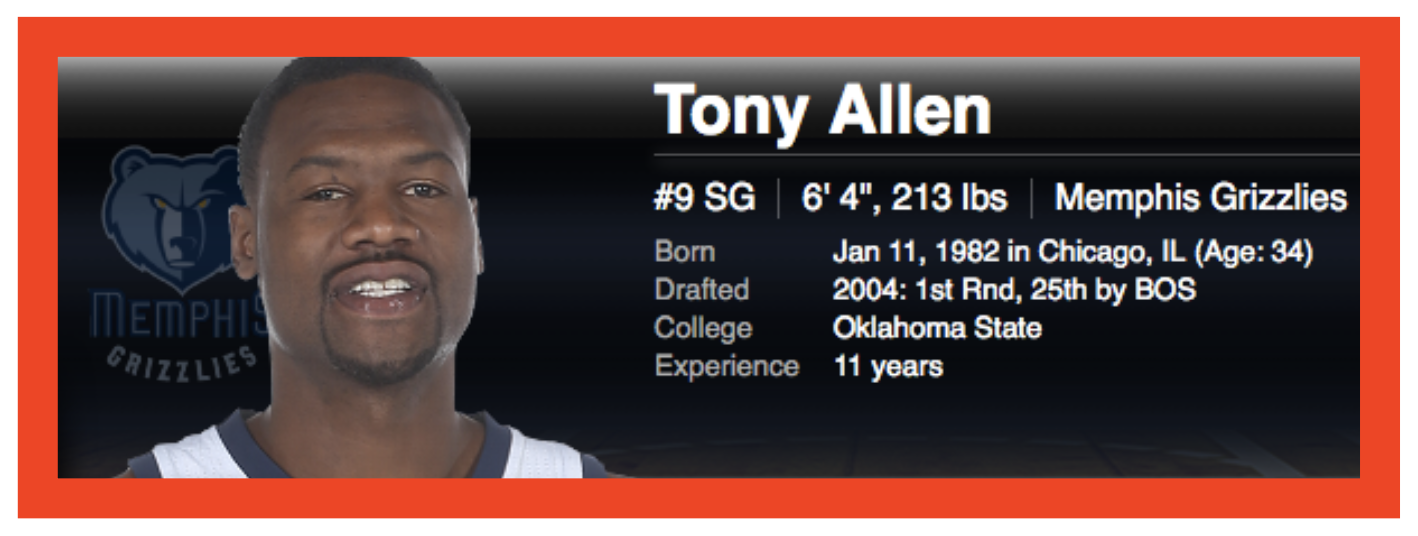 Tony Allen
#9 SG 6' 4", 213 lbs Memphis Grizzlies
Born Jan 11, 1982 in Chicago, IL (Age: 34)
Drafted 2004: 1st Rnd, 25th by BOS
College Oklahoma State
Experience 11 years
MEMPHIS
GRIZZLIES